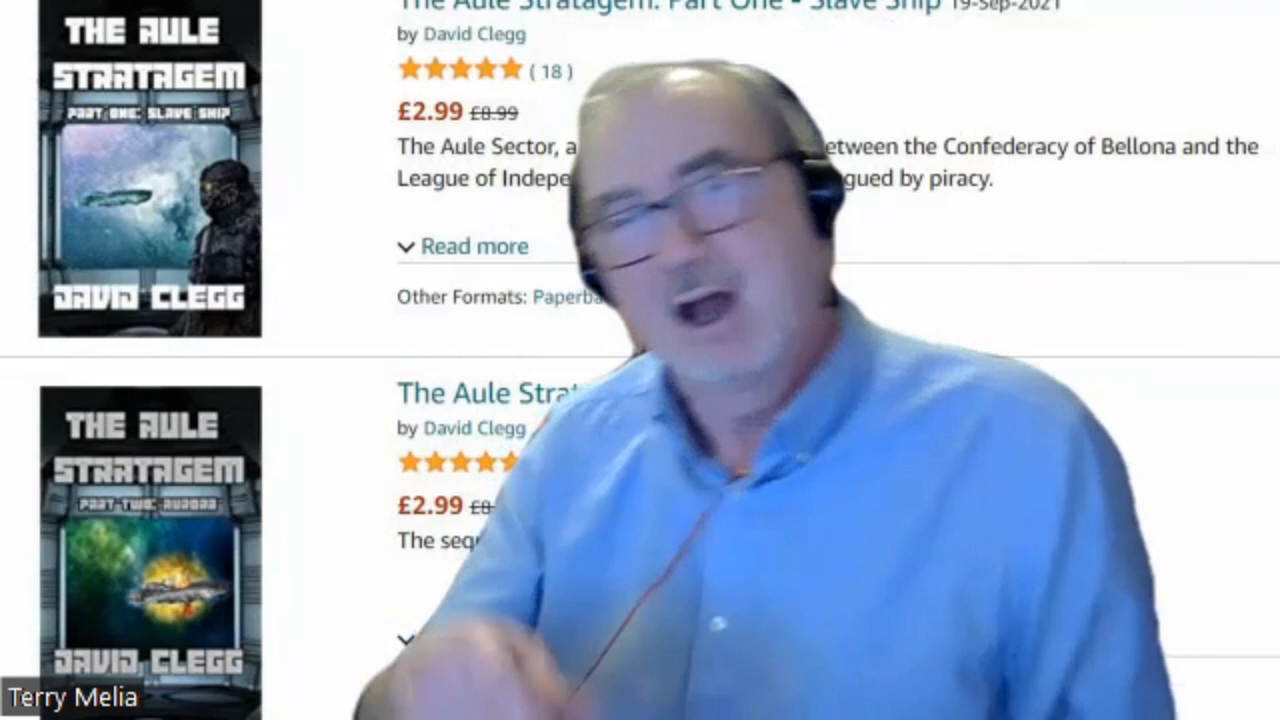 THE AULE
STRATAGEM
PART ONE: SLAVE SHIP
DAVID CLEGG
The Aule Stratagem: Part One - Slave Ship 19-Sep-2021
by David Clegg
( 18 )
£2.99 £8.99
The Aule Sector, a etween the Confederacy of Bellona and the
League of Indepe gued by piracy.
Read more
Other Formats: Paperba
THE AULE
STRATAGEM
PART TWO: AURORA
DAVID CLEGG
The Aule Strat
by David Clegg
£2.99 £8
The sequ
Terry Melia